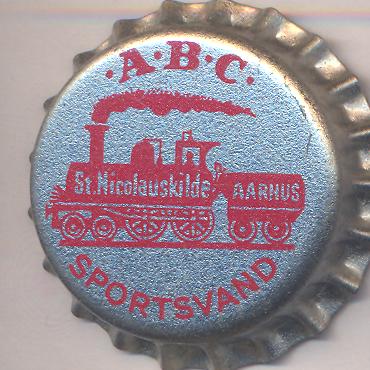 ·A·B·C·
St. Nicolauskilde
AARHUS
SPORTSVAND